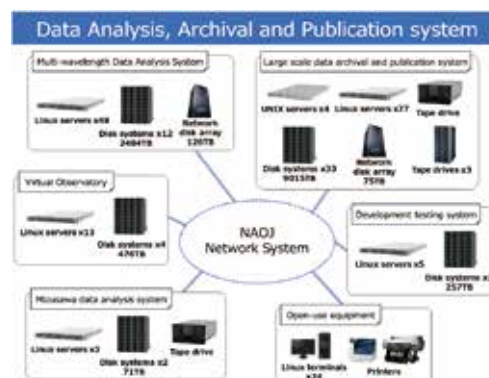 Data Analysis, Archival and Publication system
Multi-wavelength Data Analysis System
Linux servers x48
Disk systems x12
2484TB
Network
disk array
126TB
Large scale data archival and publication system
UNIX servers x4
Linux servers x77
Tape drive
Disk systems x33
9015TB
Network
disk array
75TB
Tape drives x3
Virtual Observatory
Linux servers x13
Disk systems x4
476TB
NAOJ
Network System
Development testing system
Linux servers x5
Disk systems
257TB
Mizusawa data analysis system
Linux servers x3
Disk systems x2
71TB
Tape drive
Open-use equipment
Linux terminals
Printers